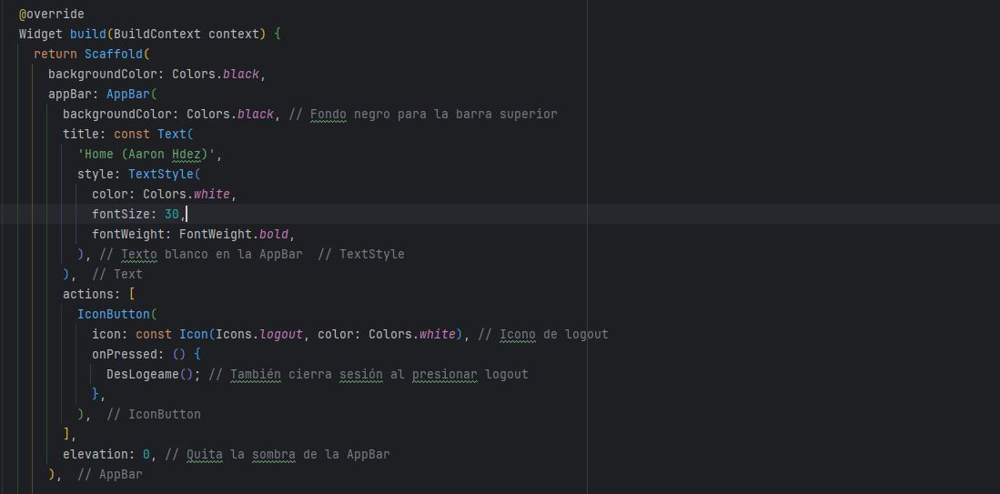 @override
Widget build(BuildContext context) {
return Scaffold(
backgroundColor: Colors.black,
appBar: AppBar(
backgroundColor: Colors.black, // Fondo negro para la barra superior
title: const Text(
'Home (Aaron Hdez)',
style: TextStyle(
color: Colors.white,
fontSize: 30,
fontWeight: FontWeight.bold,
), // Texto blanco en la AppBar // TextStyle
), // Text
actions: [
IconButton(
icon: const Icon(Icons.logout, color: Colors.white), // Icono de logout
onPressed: () {
DesLogeame(); // También cierra sesión al presionar logout
},
), // IconButton
],
elevation: 0, // Quita la sombra de la AppBar
), // AppBar